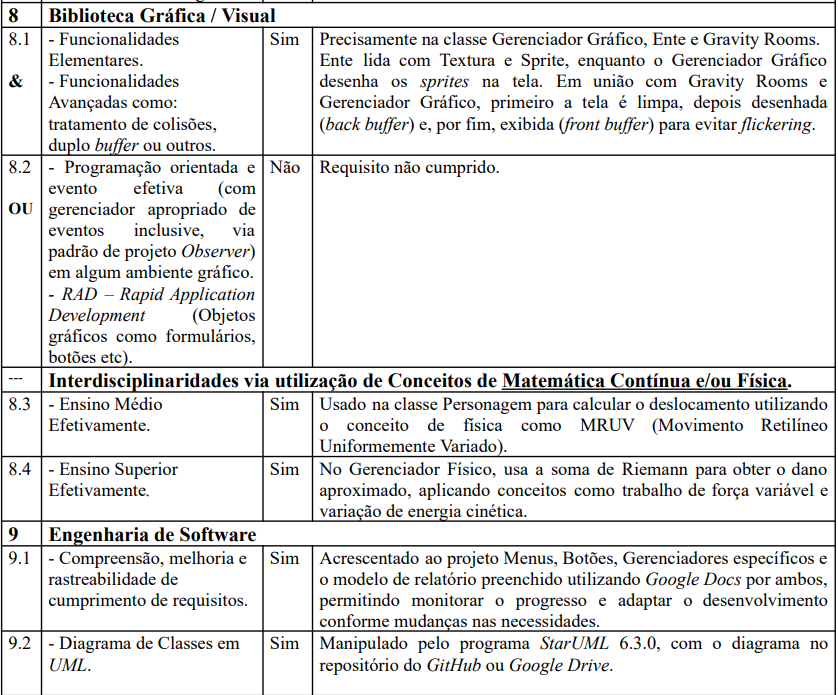 8 Biblioteca Gráfica / Visual
8.1 - Funcionalidades Sim Precisamente na classe Gerenciador Gráfico, Ente e Gravity Rooms.
Elementares. Ente lida com Textura e Sprite, enquanto o Gerenciador Gráfico
& - Funcionalidades desenha os sprites na tela. Em união com Gravity Rooms e
Avançadas como: Gerenciador Gráfico, primeiro a tela é limpa, depois desenhada
tratamento de colisões, (back buffer) e, por fim, exibida (front buffer) para evitar flickering.
duplo buffer ou outros.
8.2 - Programação orientada e Não Requisito não cumprido.
evento efetiva (com
OU gerenciador apropriado de
eventos inclusive, via
padrão de projeto Observer)
em algum ambiente gráfico.
- RAD – Rapid Application
Development (Objetos
gráficos como formulários,
botões etc).
--- Interdisciplinaridades via utilização de Conceitos de Matemática Contínua e/ou Física.
8.3 - Ensino Médio Sim Usado na classe Personagem para calcular o deslocamento utilizando
Efetivamente. o conceito de física como MRUV (Movimento Retilíneo
Uniformemente Variado).
8.4 - Ensino Superior Sim No Gerenciador Físico, usa a soma de Riemann para obter o dano
Efetivamente. aproximado, aplicando conceitos como trabalho de força variável e
variação de energia cinética.
9 Engenharia de Software
9.1 - Compreensão, melhoria e Sim Acrescentado ao projeto Menus, Botões, Gerenciadores específicos e
rastreabilidade de o modelo de relatório preenchido utilizando Google Docs por ambos,
cumprimento de requisitos. permitindo monitorar o progresso e adaptar o desenvolvimento
conforme mudanças nas necessidades.
9.2 - Diagrama de Classes em Sim Manipulado pelo programa StarUML 6.3.0, com o diagrama no
UML. repositório do GitHub ou Google Drive.